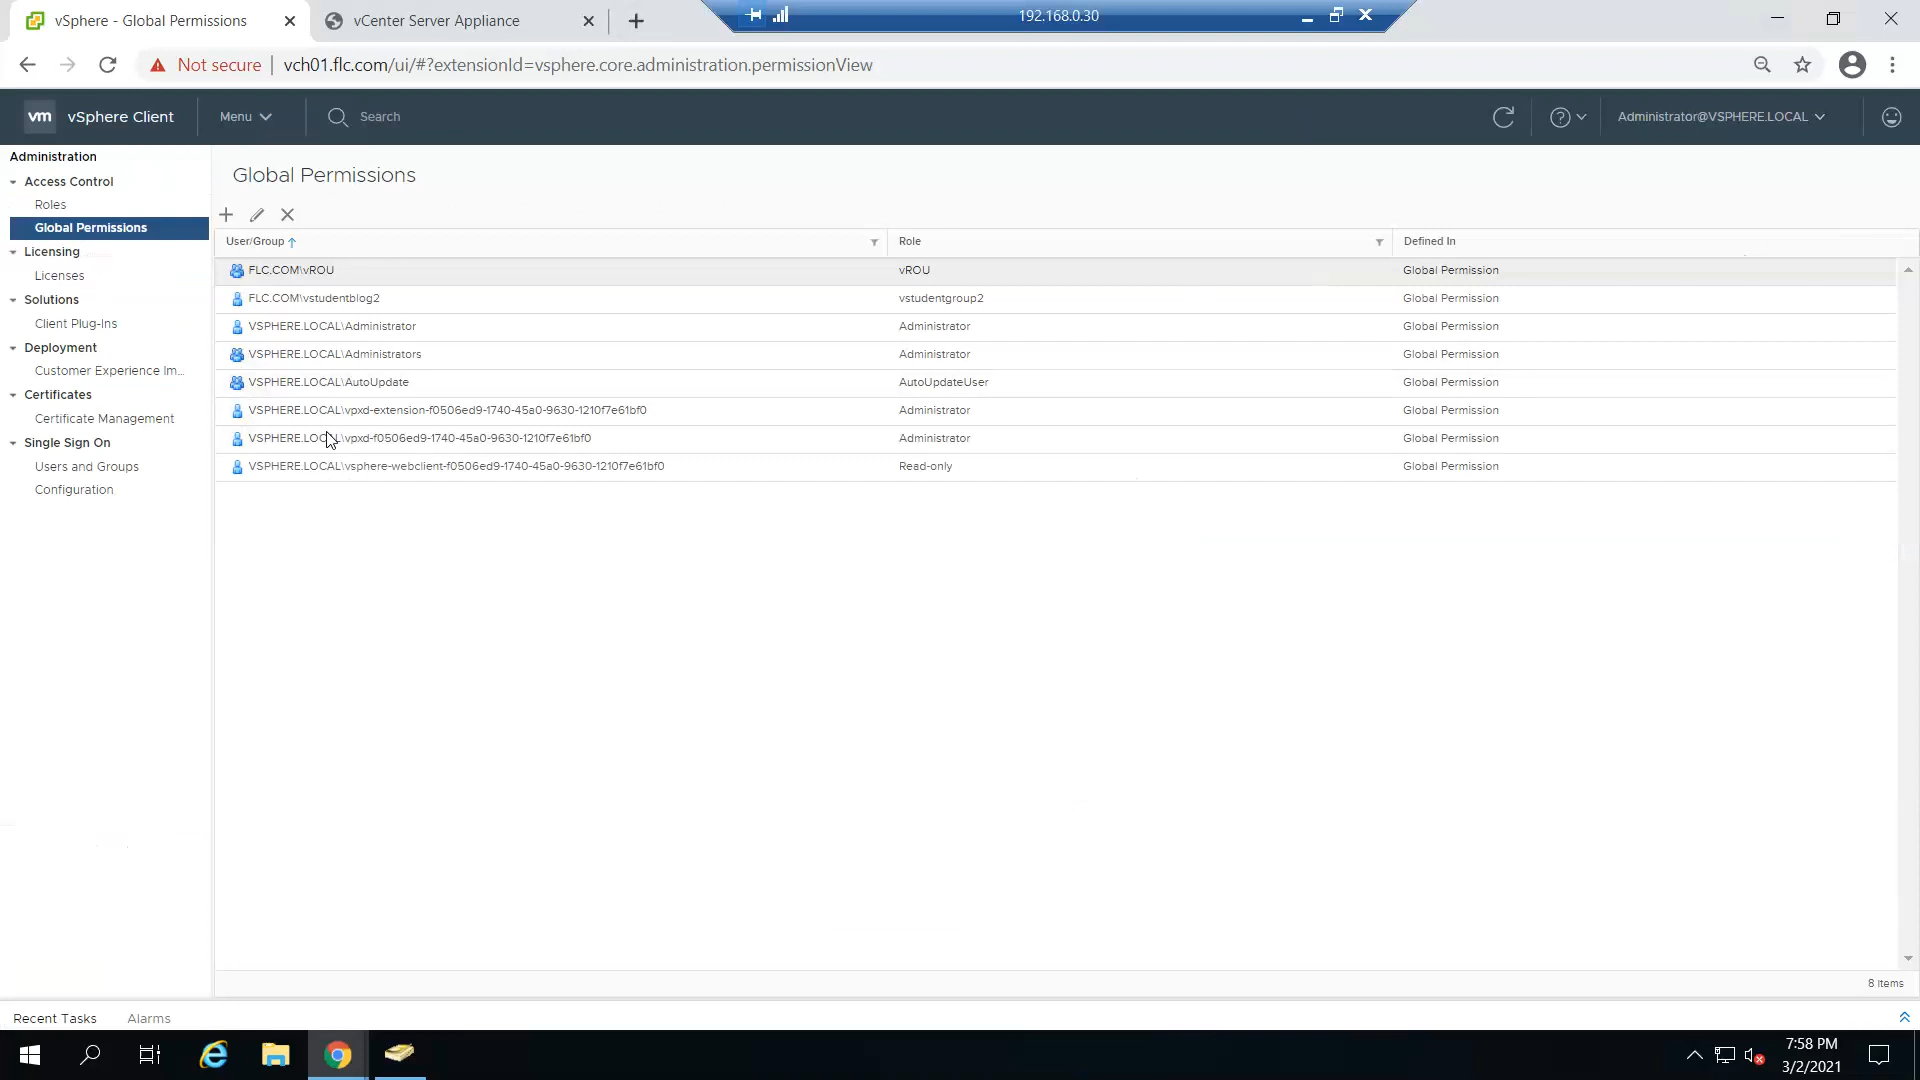 vSphere - Global Permissions
vCenter Server Appliance
192.168.0.30
Not secure
vch01.flc.com/ui/#?extensionId=vsphere.core.administration.permissionView
vm vSphere Client
Menu
Search
Administrator@VSPHERE.LOCAL
Administration
Access Control
Roles
Global Permissions
Licensing
Licenses
Solutions
Client Plug-Ins
Deployment
Customer Experience Im...
Certificates
Certificate Management
Single Sign On
Users and Groups
Configuration
Global Permissions
User/Group Role Defined In
FLC.COM\vROU vROU Global Permission
FLC.COM\vstudentblog2 vstudentgroup2 Global Permission
VSPHERE.LOCAL\Administrator Administrator Global Permission
VSPHERE.LOCAL\Administrators Administrator Global Permission
VSPHERE.LOCAL\AutoUpdate AutoUpdateUser Global Permission
VSPHERE.LOCAL\vpxd-extension-f0506ed9-1740-45a0-9630-1210f7e61bf0 Administrator Global Permission
VSPHERE.LOCAL\vpxd-f0506ed9-1740-45a0-9630-1210f7e61bf0 Administrator Global Permission
VSPHERE.LOCAL\vsphere-webclient-f0506ed9-1740-45a0-9630-1210f7e61bf0 Read-only Global Permission
8 items
Recent Tasks Alarms
7:58 PM
3/2/2021